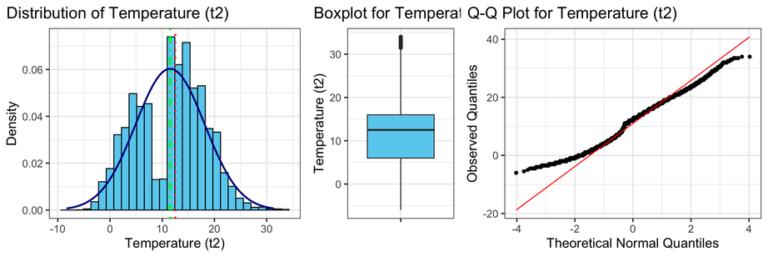 Distribution of Temperature (t2)
Density
0.06
0.04
0.02
0.00
-10
0
10
20
30
Temperature (t2)
Boxplot for Temperat
Temperature (t2)
30
20
10
0
Q-Q Plot for Temperature (t2)
Observed Quantiles
40
20
0
-20
-4
-2
0
2
4
Theoretical Normal Quantiles